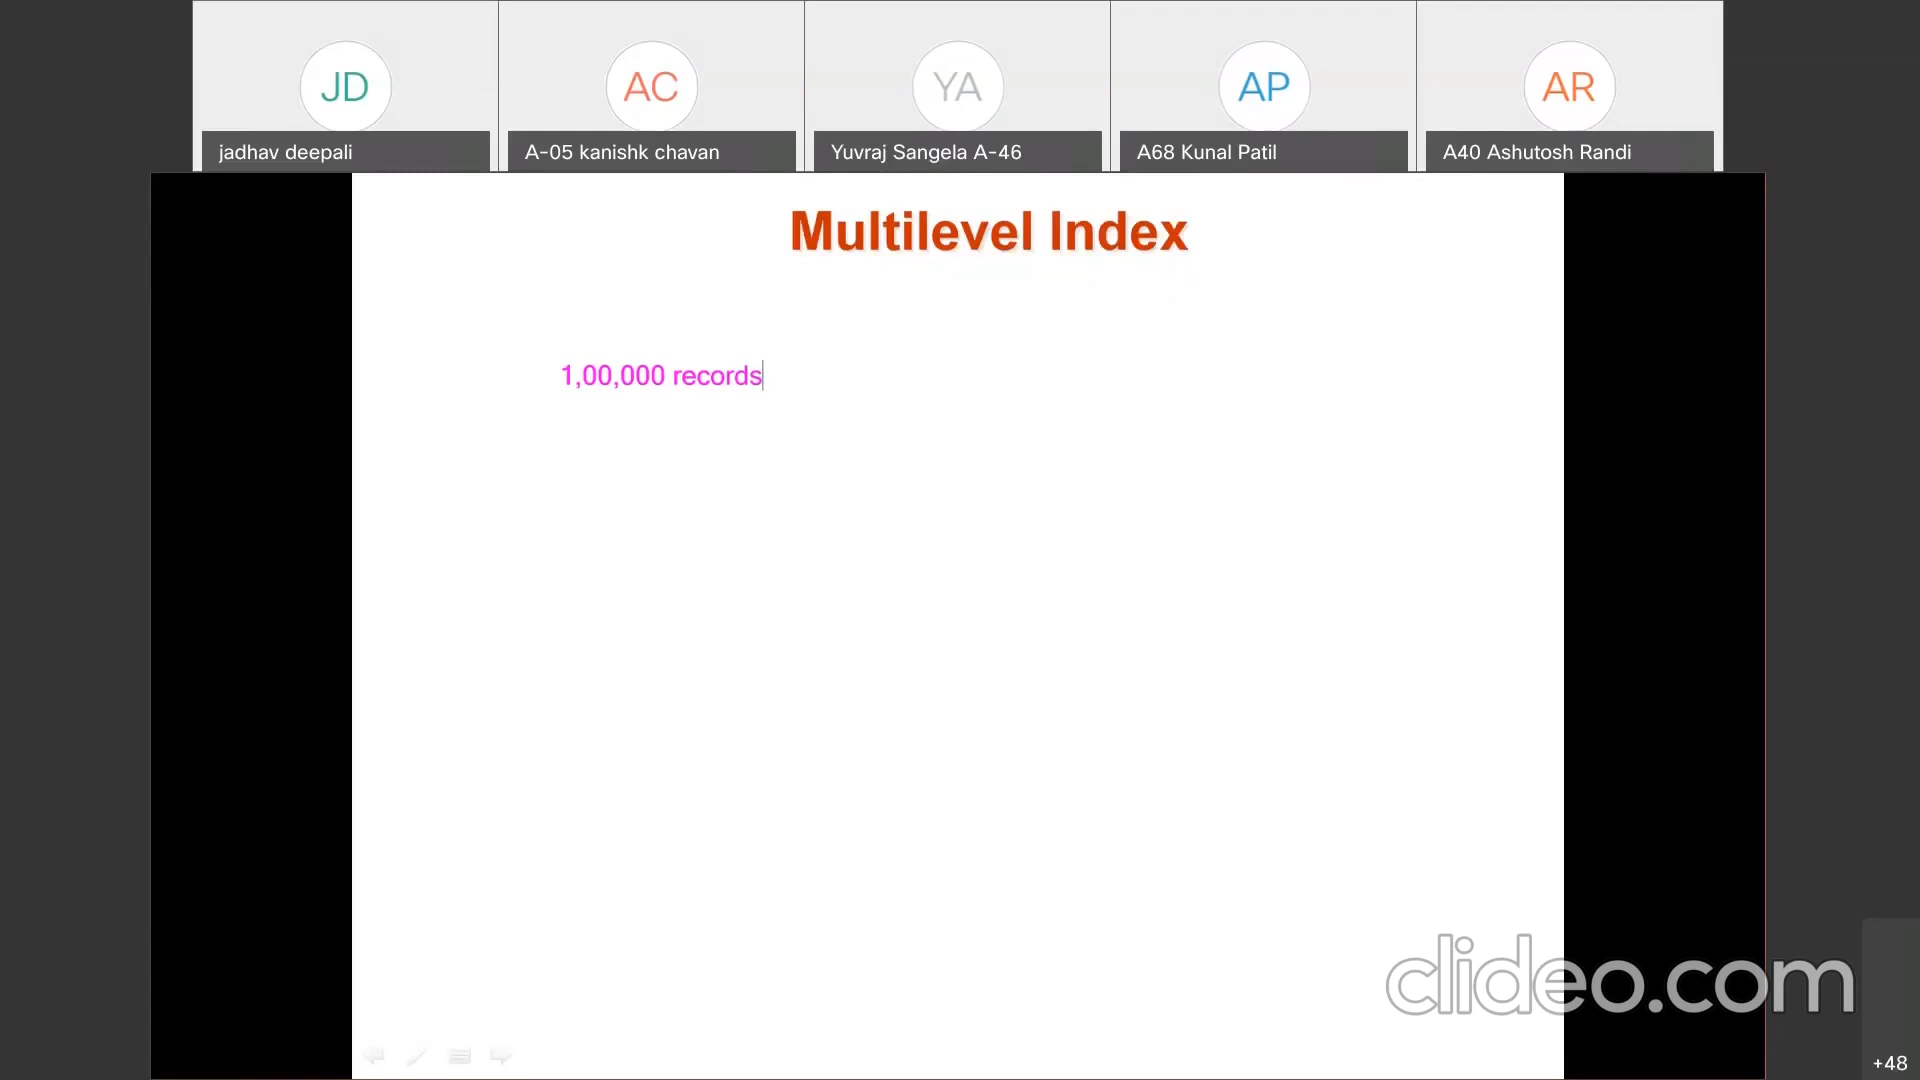 JD
AC
YA
AP
AR
jadhav deepali
A-05 kanishk chavan
Yuvraj Sangela A-46
A68 Kunal Patil
A40 Ashutosh Randi
Multilevel Index
1,00,000 records
clideo.com
+48